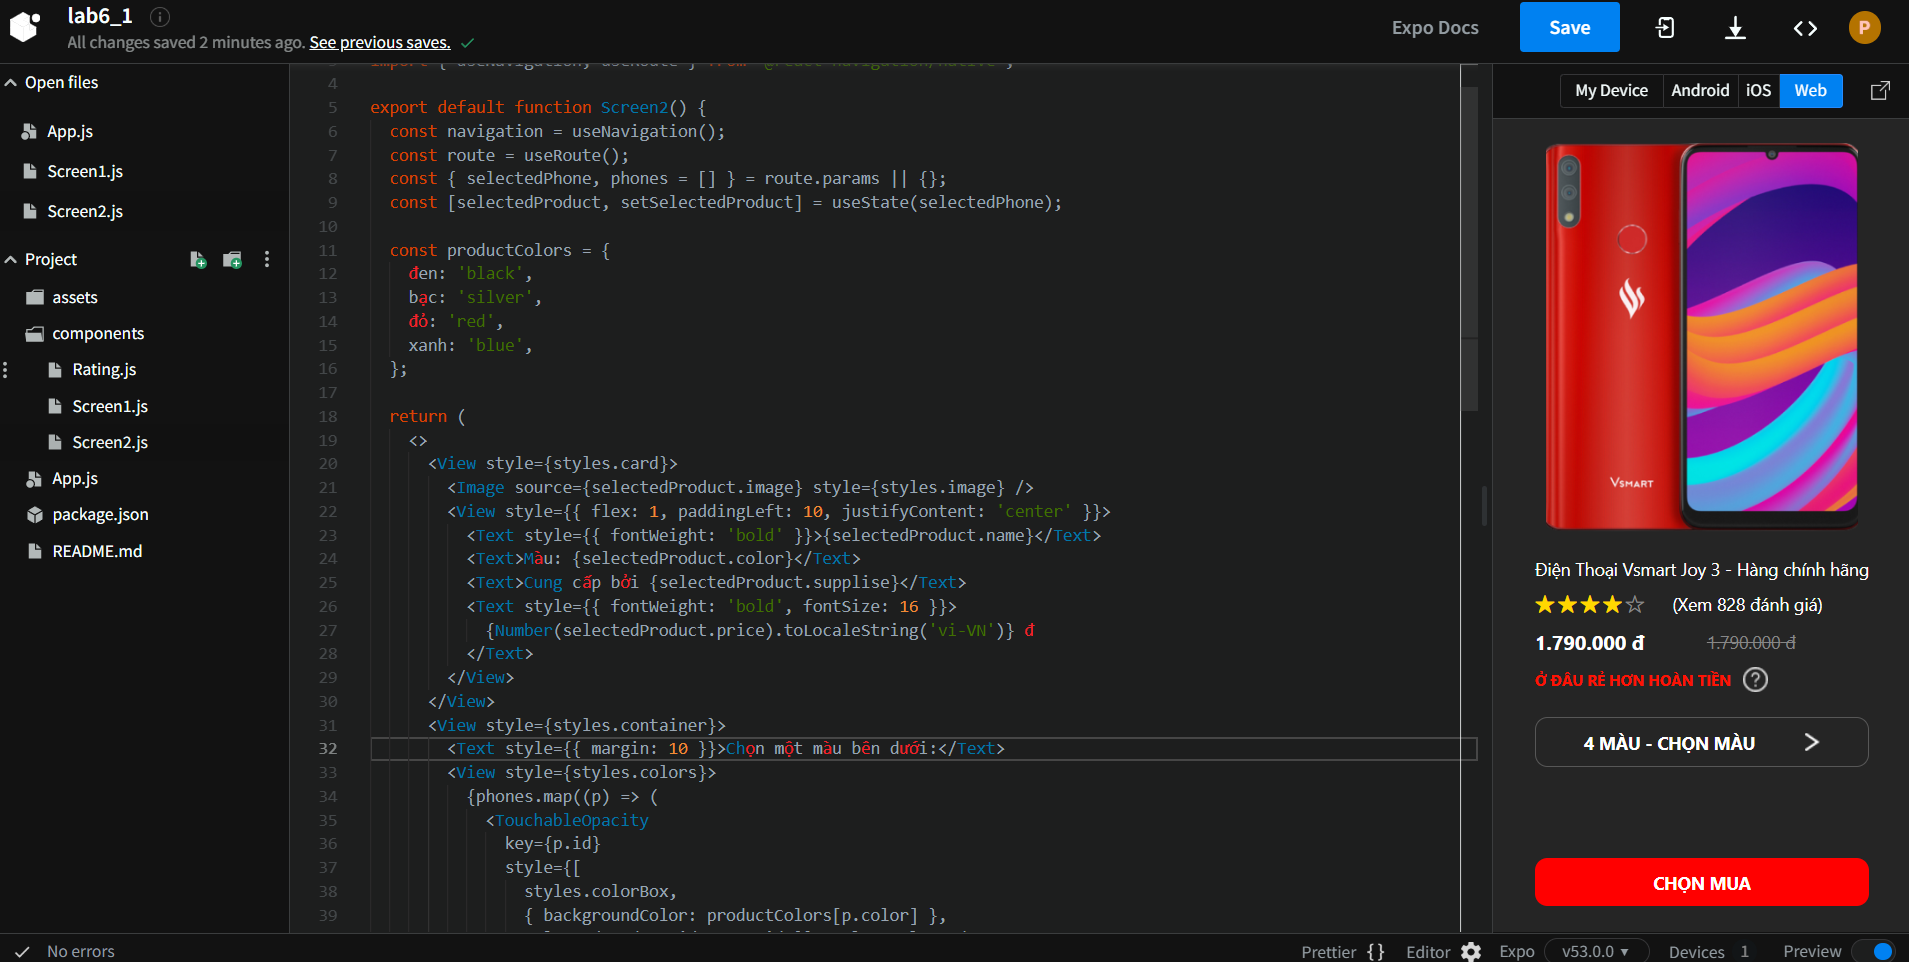 lab6_1
All changes saved 2 minutes ago. See previous saves.
Expo Docs
Save
P
Open files
App.js
Screen1.js
Screen2.js
Project
assets
components
Rating.js
Screen1.js
Screen2.js
App.js
package.json
README.md
4
5 export default function Screen2() {
6 const navigation = useNavigation();
7 const route = useRoute();
8 const { selectedPhone, phones = [] } = route.params || {};
9 const [selectedProduct, setSelectedProduct] = useState(selectedPhone);
10
11 const productColors = {
12 đen: 'black',
13 bạc: 'silver',
14 đỏ: 'red',
15 xanh: 'blue',
16 };
17
18 return (
19 <>
20 <View style={styles.card}>
21 <Image source={selectedProduct.image} style={styles.image} />
22 <View style={{ flex: 1, paddingLeft: 10, justifyContent: 'center' }}>
23 <Text style={{ fontWeight: 'bold' }}>{selectedProduct.name}</Text>
24 <Text>Màu: {selectedProduct.color}</Text>
25 <Text>Cung cấp bởi {selectedProduct.supplise}</Text>
26 <Text style={{ fontWeight: 'bold', fontSize: 16 }}>
27 {Number(selectedProduct.price).toLocaleString('vi-VN')} đ
28 </Text>
29 </View>
30 </View>
31 <View style={styles.container}>
32 <Text style={{ margin: 10 }}>Chọn một màu bên dưới:</Text>
33 <View style={styles.colors}>
34 {phones.map((p) => (
35 <TouchableOpacity
36 key={p.id}
37 style={[
38 styles.colorBox,
39 { backgroundColor: productColors[p.color] },
My Device
Android
iOS
Web
VSMART
Điện Thoại Vsmart Joy 3 - Hàng chính hãng
(Xem 828 đánh giá)
1.790.000 đ 1.790.000 đ
Ở ĐÂU RẺ HƠN HOÀN TIỀN ?
4 MÀU - CHỌN MÀU
CHỌN MUA
No errors
Prettier { }
Editor
Expo
v53.0.0
Devices 1
Preview